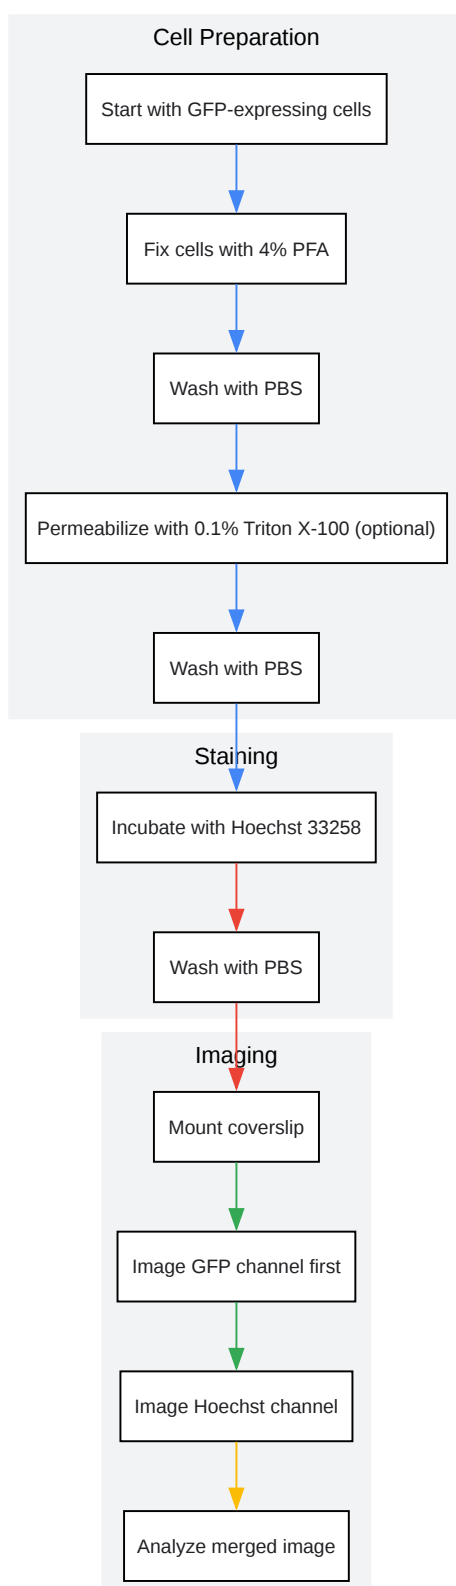 Cell Preparation
Start with GFP-expressing cells
Fix cells with 4% PFA
Wash with PBS
Permeabilize with 0.1% Triton X-100 (optional)
Wash with PBS
Staining
Incubate with Hoechst 33258
Wash with PBS
Imaging
Mount coverslip
Image GFP channel first
Image Hoechst channel
Analyze merged image